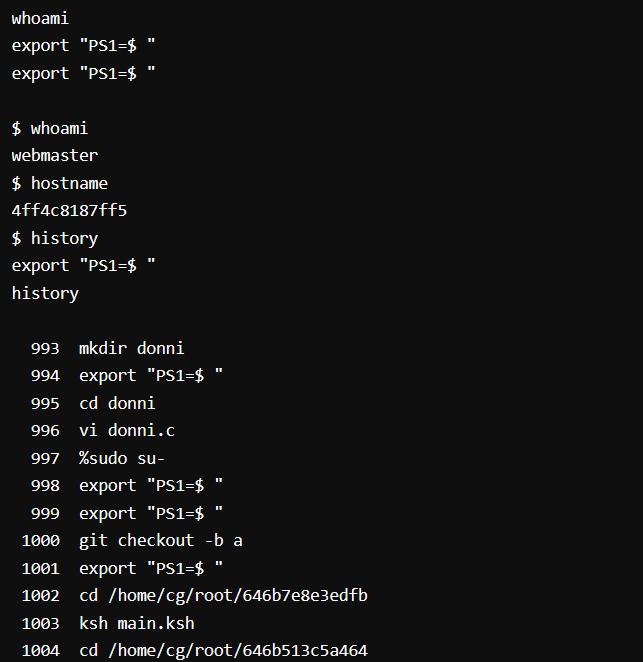 whoami
export "PS1=$ "
export "PS1=$ "
$ whoami
webmaster
$ hostname
4ff4c8187ff5
$ history
export "PS1=$ "
history
993 mkdir donni
994 export "PS1=$ "
995 cd donni
996 vi donni.c
997 %sudo su-
998 export "PS1=$ "
999 export "PS1=$ "
1000 git checkout -b a
1001 export "PS1=$ "
1002 cd /home/cg/root/646b7e8e3edfb
1003 ksh main.ksh
1004 cd /home/cg/root/646b513c5a464